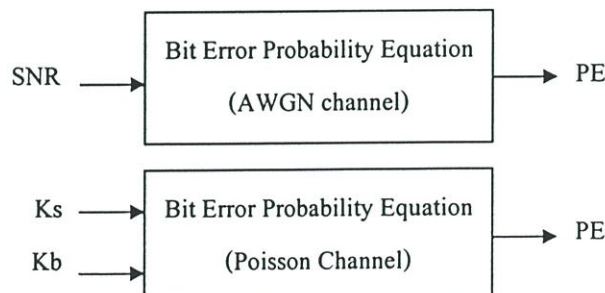 Bit Error Probability Equation
SNR
(AWGN channel)
PE
Ks
Bit Error Probability Equation
Kb
(Poisson Channel)
PE